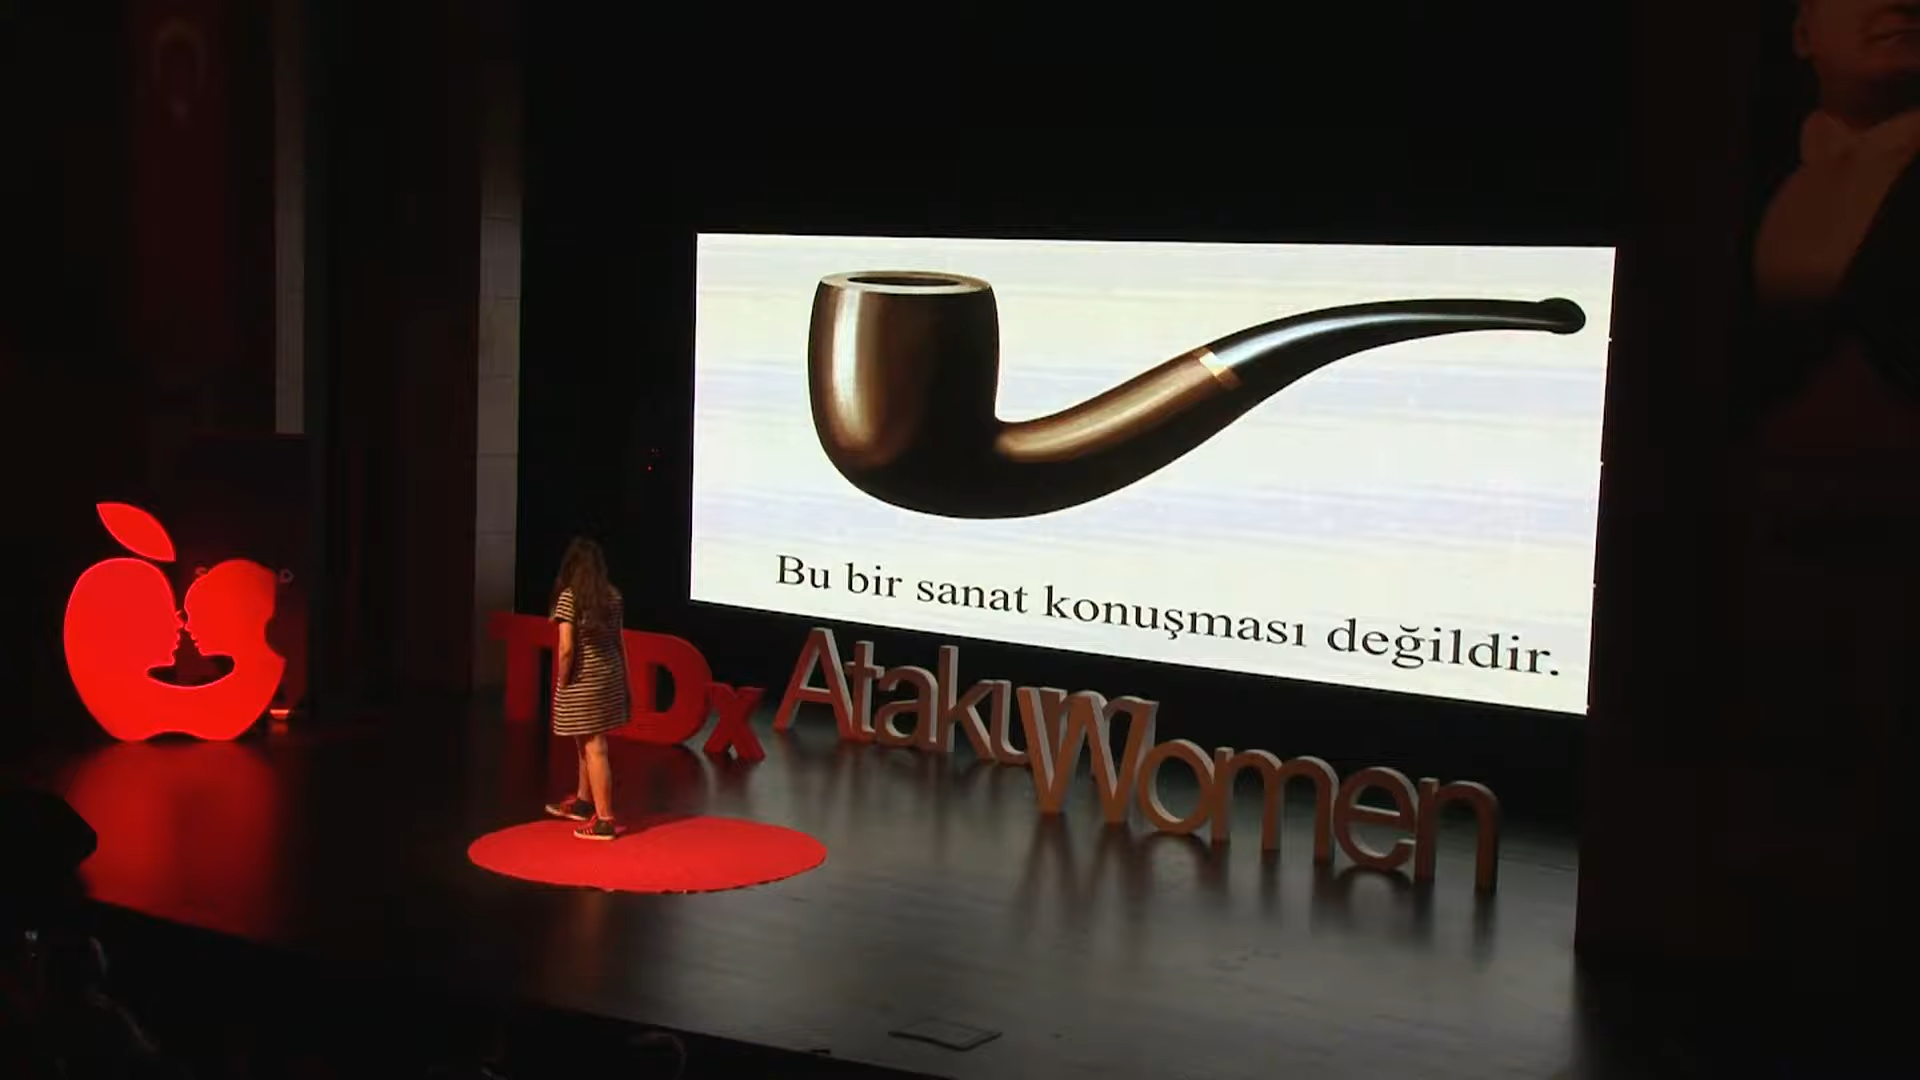 Bu bir sanat konuşması değildir.
TEDx AtakumWomen